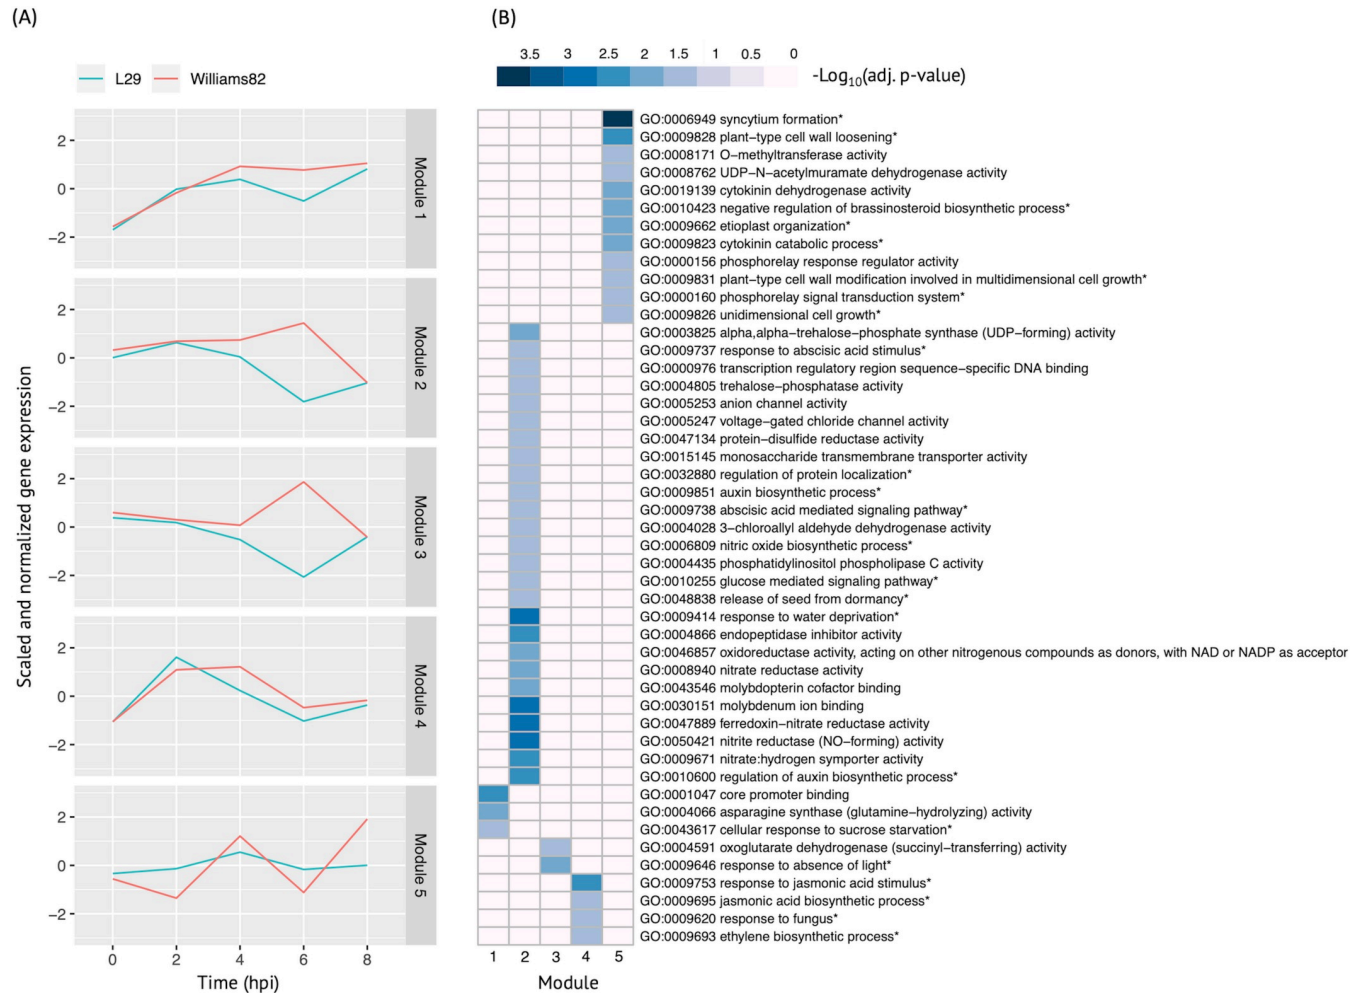 (A)
L29
Williams82
Scaled and normalized gene expression
2
0
−2
Module 1
2
0
−2
Module 2
2
0
−2
Module 3
2
0
−2
Module 4
2
0
−2
Module 5
0 2 4 6 8
Time (hpi)
(B)
3.5 3 2.5 2 1.5 1 0.5 0
-Log10(adj. p-value)
GO:0006949 syncytium formation*
GO:0009828 plant−type cell wall loosening*
GO:0008171 O−methyltransferase activity
GO:0008762 UDP−N−acetylmuramate dehydrogenase activity
GO:0019139 cytokinin dehydrogenase activity
GO:0010423 negative regulation of brassinosteroid biosynthetic process*
GO:0009662 etioplast organization*
GO:0009823 cytokinin catabolic process*
GO:0000156 phosphorelay response regulator activity
GO:0009831 plant−type cell wall modification involved in multidimensional cell growth*
GO:0000160 phosphorelay signal transduction system*
GO:0009826 unidimensional cell growth*
GO:0003825 alpha,alpha−trehalose−phosphate synthase (UDP−forming) activity
GO:0009737 response to abscisic acid stimulus*
GO:0000976 transcription regulatory region sequence−specific DNA binding
GO:0004805 trehalose−phosphatase activity
GO:0005253 anion channel activity
GO:0005247 voltage−gated chloride channel activity
GO:0047134 protein−disulfide reductase activity
GO:0015145 monosaccharide transmembrane transporter activity
GO:0032880 regulation of protein localization*
GO:0009851 auxin biosynthetic process*
GO:0009738 abscisic acid mediated signaling pathway*
GO:0004028 3−chloroallyl aldehyde dehydrogenase activity
GO:0006809 nitric oxide biosynthetic process*
GO:0004435 phosphatidylinositol phospholipase C activity
GO:0010255 glucose mediated signaling pathway*
GO:0048838 release of seed from dormancy*
GO:0009414 response to water deprivation*
GO:0004866 endopeptidase inhibitor activity
GO:0046857 oxidoreductase activity, acting on other nitrogenous compounds as donors, with NAD or NADP as acceptor
GO:0008940 nitrate reductase activity
GO:0043546 molybdopterin cofactor binding
GO:0030151 molybdenum ion binding
GO:0047889 ferredoxin−nitrate reductase activity
GO:0050421 nitrite reductase (NO−forming) activity
GO:0009671 nitrate:hydrogen symporter activity
GO:0010600 regulation of auxin biosynthetic process*
GO:0001047 core promoter binding
GO:0004066 asparagine synthase (glutamine−hydrolyzing) activity
GO:0043617 cellular response to sucrose starvation*
GO:0004591 oxoglutarate dehydrogenase (succinyl−transferring) activity
GO:0009646 response to absence of light*
GO:0009753 response to jasmonic acid stimulus*
GO:0009695 jasmonic acid biosynthetic process*
GO:0009620 response to fungus*
GO:0009693 ethylene biosynthetic process*
1 2 3 4 5
Module